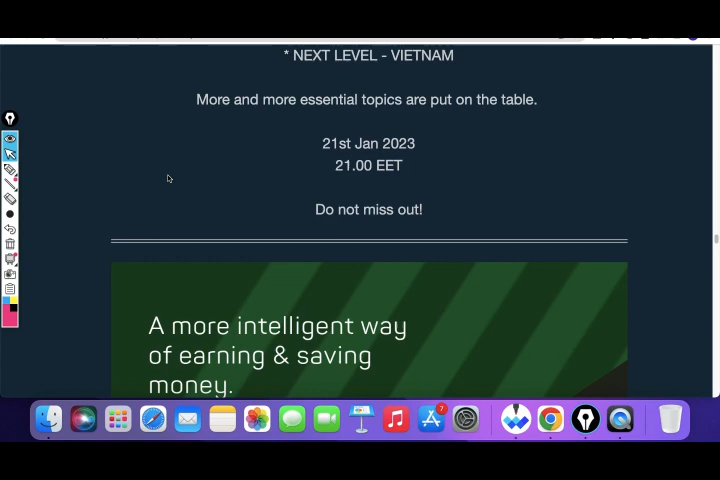 * NEXT LEVEL - VIETNAM
More and more essential topics are put on the table.
21st Jan 2023
21.00 EET
Do not miss out!
A more intelligent way
of earning & saving
money.
7